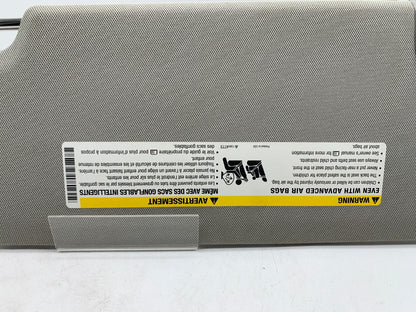 ⚠ WARNING
EVEN WITH ADVANCED AIR BAGS
• Children can be killed or seriously injured by the air bag.
• The back seat is the safest place for children.
• Never put a rear-facing child seat in the front.
• Always use seat belts and child restraints.
• See owner's manual for more information
about air bags.
⚠ AVERTISSEMENT
MÊME AVEC DES SACS GONFLABLES INTELLIGENTS
• Les enfants peuvent être tués ou grièvement blessés par le sac gonflable.
• Le siège arrière est l'endroit le plus sûr pour les enfants.
• Ne jamais placer à l'avant un siège pour enfant faisant face à l'arrière.
• Toujours utiliser les ceintures de sécurité et ensembles de retenue
pour enfant.
• Voir le guide du propriétaire pour plus d'information à propos
des sacs gonflables.